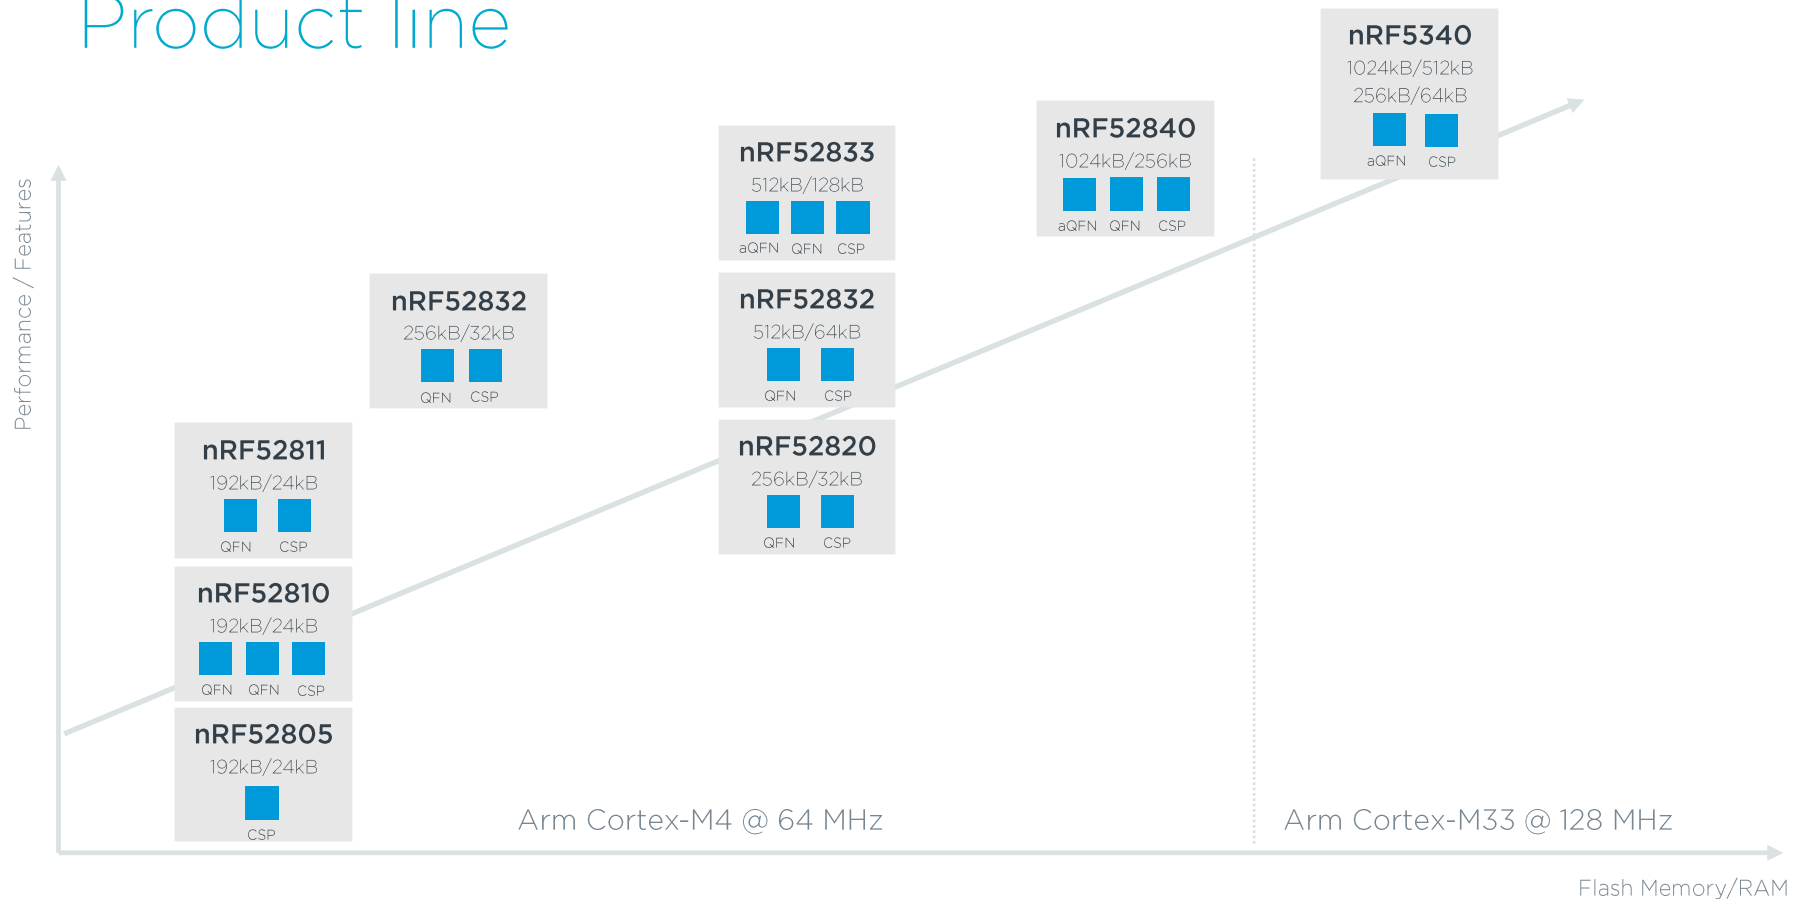 Product line
nRF5340
1024kB/512kB
256kB/64kB
aQFN CSP
nRF52840
1024kB/256kB
aQFN QFN CSP
nRF52833
512kB/128kB
aQFN QFN CSP
Performance / Features
nRF52832
256kB/32kB
QFN CSP
nRF52832
512kB/64kB
QFN CSP
nRF52811
192kB/24kB
QFN CSP
nRF52820
256kB/32kB
QFN CSP
nRF52810
192kB/24kB
QFN QFN CSP
nRF52805
192kB/24kB
CSP
Arm Cortex-M4 @ 64 MHz
Arm Cortex-M33 @ 128 MHz
Flash Memory/RAM